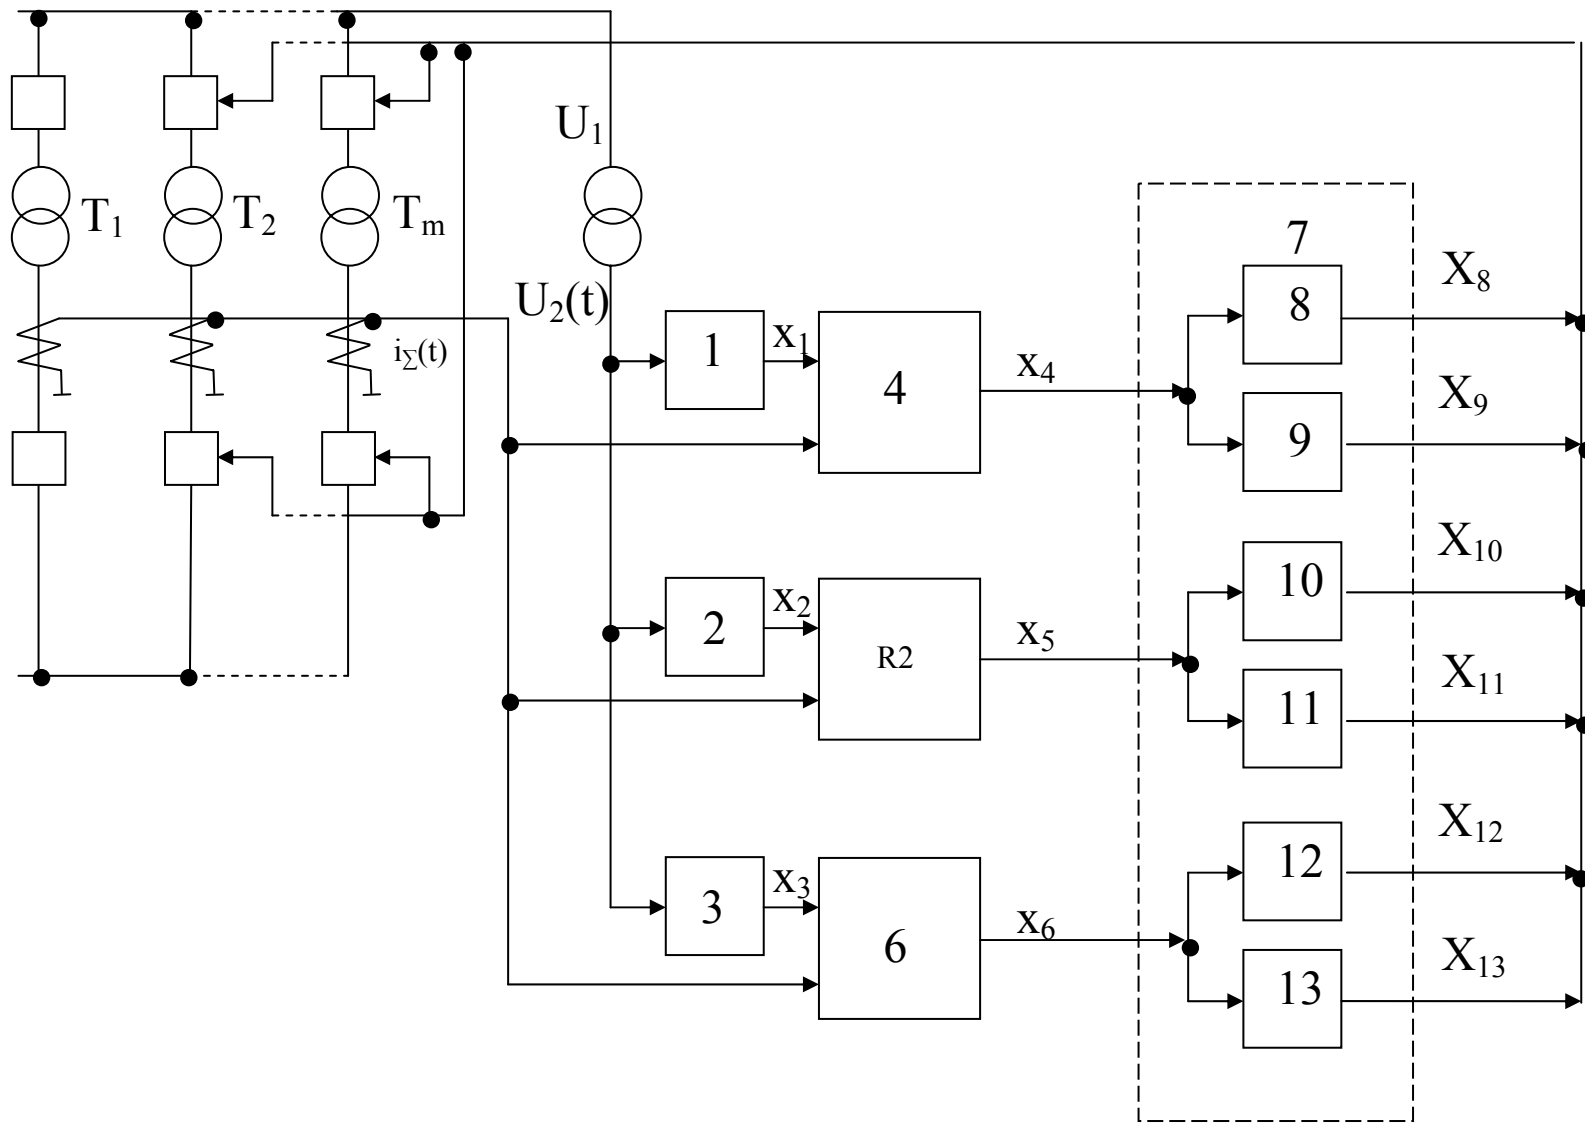 U₁
T₁
T₂
Tₘ
U₂(t)
i_Σ(t)
1
x₁
4
x₄
7
8
X₈
9
X₉
2
x₂
R2
x₅
10
X₁₀
11
X₁₁
3
x₃
6
x₆
12
X₁₂
13
X₁₃